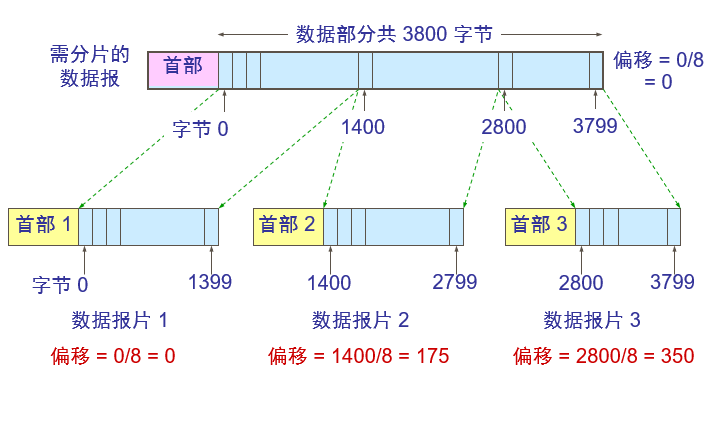 数据部分共 3800 字节
需分片的
数据报
首部
偏移 = 0/8
= 0
字节 0
1400
2800
3799
首部 1
首部 2
首部 3
字节 0
1399
1400
2799
2800
3799
数据报片 1
数据报片 2
数据报片 3
偏移 = 0/8 = 0
偏移 = 1400/8 = 175
偏移 = 2800/8 = 350